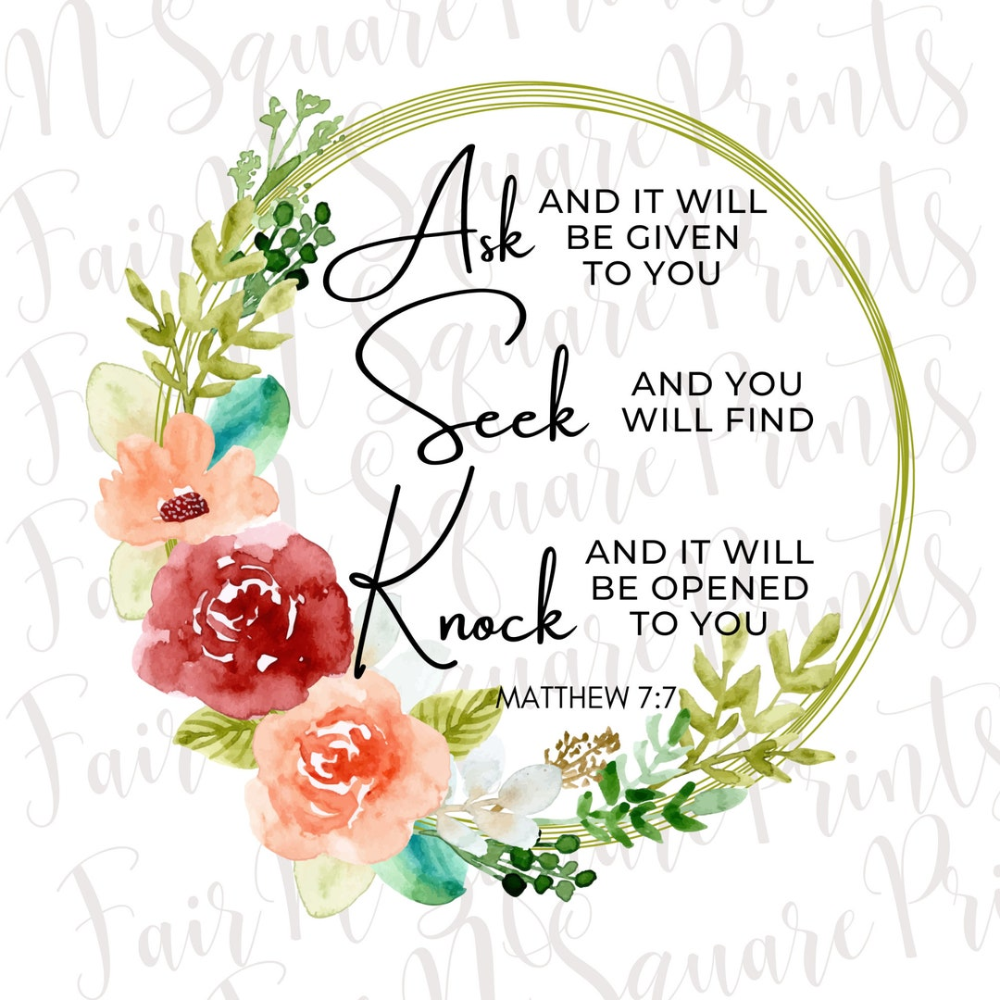 Ask AND IT WILL
BE GIVEN
TO YOU
Seek AND YOU
WILL FIND
Knock AND IT WILL
BE OPENED
TO YOU
MATTHEW 7:7
Fair N Square Prints